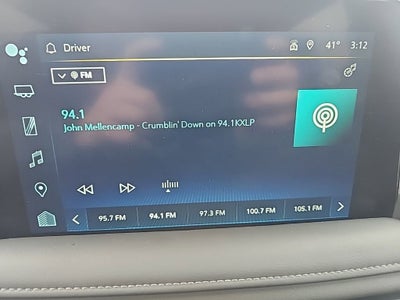 Driver
41°
3:12
FM
94.1
John Mellencamp - Crumblin' Down on 94.1KXLP
95.7 FM
94.1 FM
97.3 FM
100.7 FM
105.1 FM